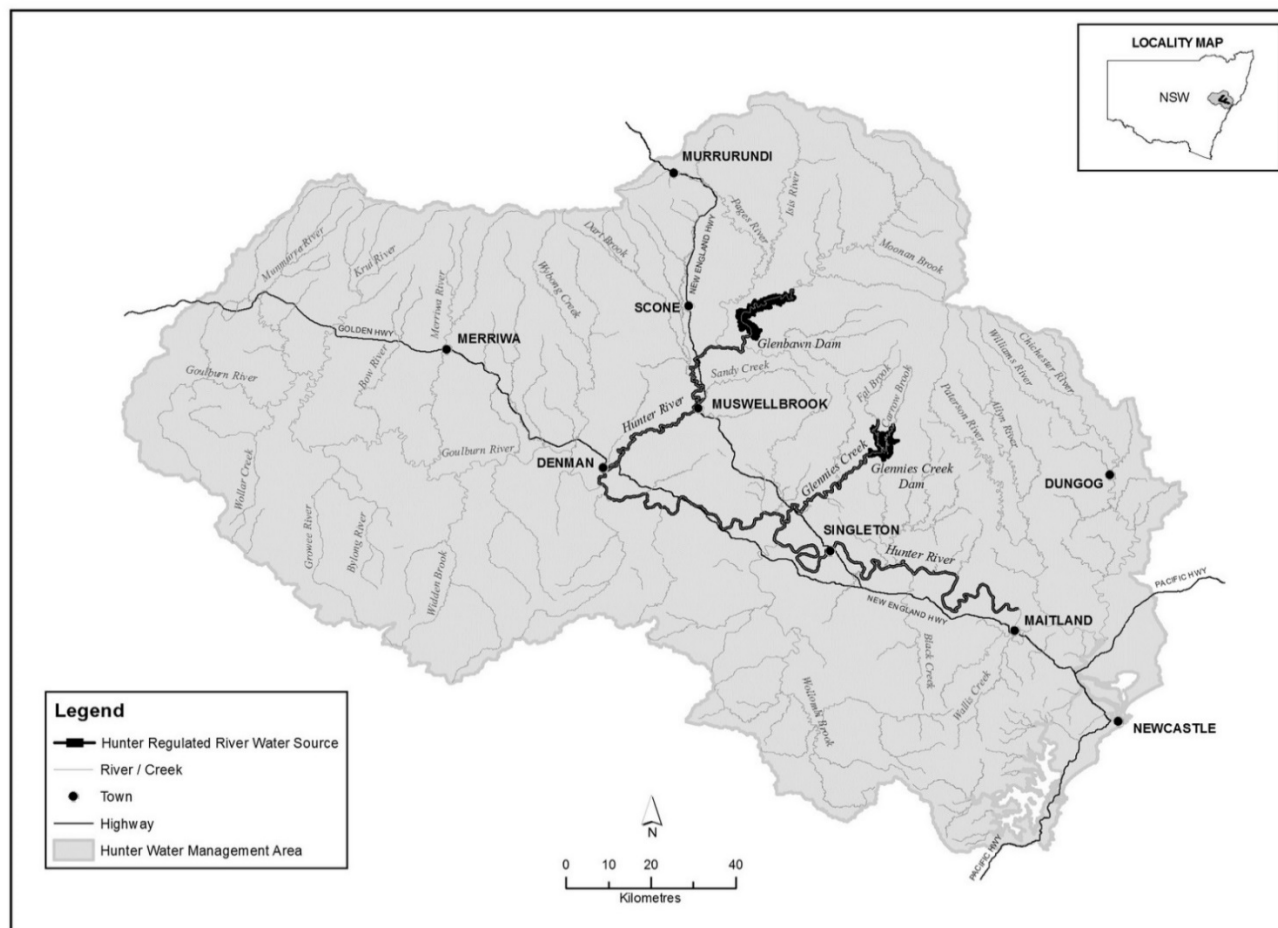 LOCALITY MAP
NSW
MURRURUNDI
Isis River
Pages River
NEW ENGLAND HWY
Dart Brook
Moonan Brook
Munmurra River
Krui River
Merriwa River
Wybong Creek
SCONE
GOLDEN HWY
MERRIWA
Glenbawn Dam
Bow River
Goulburn River
Sandy Creek
Williams River
Chichester River
Fal Brook
Carrow Brook
Paterson River
Allyn River
MUSWELLBROOK
Hunter River
Goulburn River
DENMAN
Glennies Creek
Glennies Creek
Dam
DUNGOG
Wollar Creek
Growee River
Bylong River
Widden Brook
SINGLETON
Hunter River
NEW ENGLAND HWY
PACIFIC HWY
MAITLAND
Black Creek
Wallis Creek
Wollombi Brook
NEWCASTLE
PACIFIC HWY
Legend
Hunter Regulated River Water Source
River / Creek
Town
Highway
Hunter Water Management Area
N
0 10 20 40
Kilometres